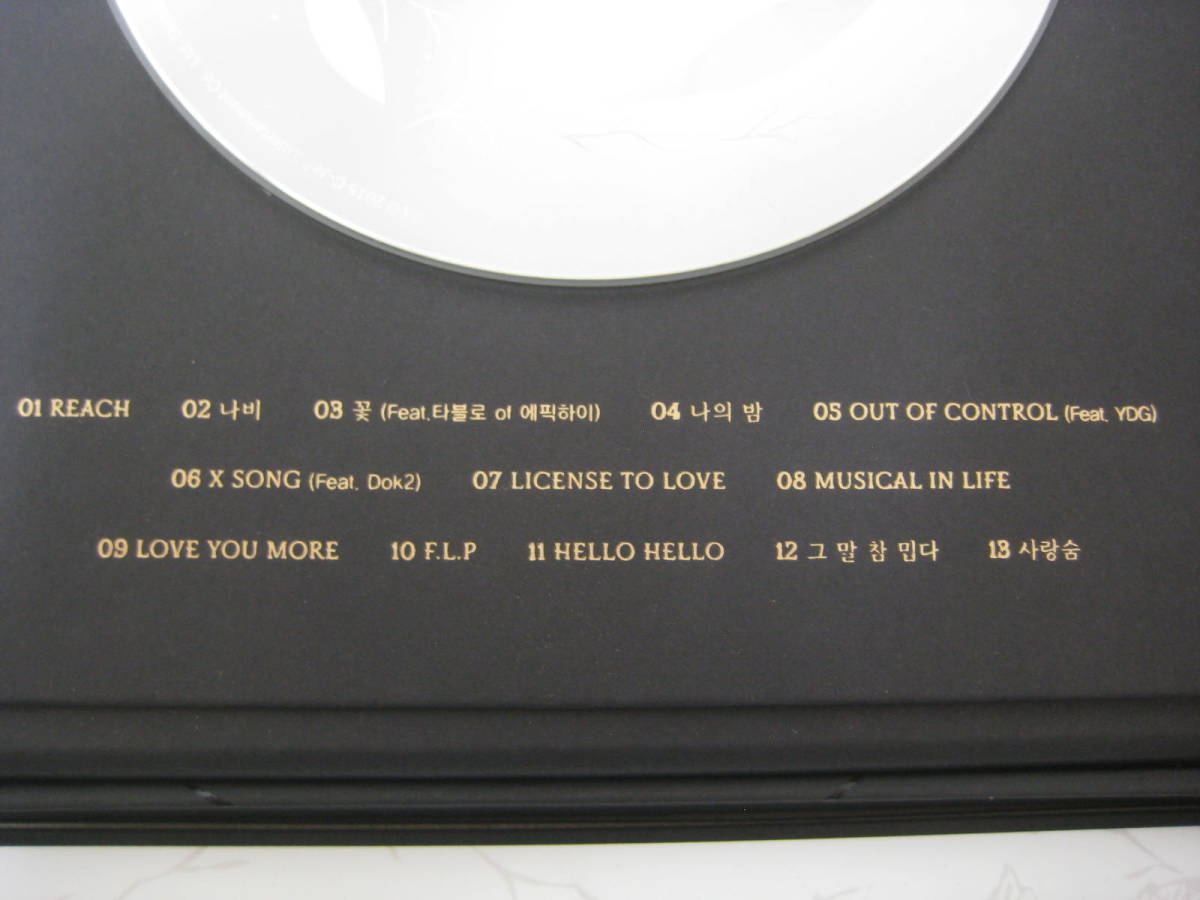 01 REACH 02 나비 03 꽃 (Feat.타블로 of 에픽하이) 04 나의 밤 05 OUT OF CONTROL (Feat. YDG)
06 X SONG (Feat. Dok2) 07 LICENSE TO LOVE 08 MUSICAL IN LIFE
09 LOVE YOU MORE 10 F.L.P 11 HELLO HELLO 12 그 말 참 밉다 13 사랑숨